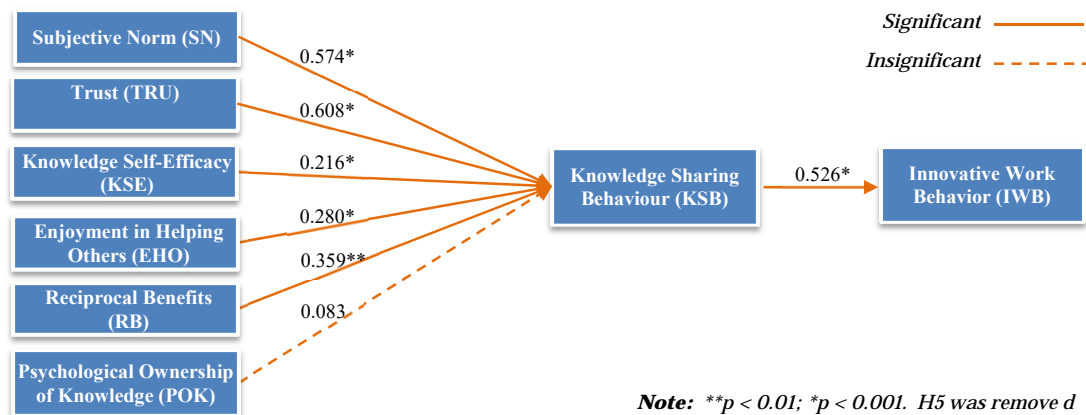 Subjective Norm (SN)
0.574*
Trust (TRU)
0.608*
Knowledge Self-Efficacy
(KSE)
0.216*
Enjoyment in Helping
Others (EHO)
0.280*
Reciprocal Benefits
(RB)
0.359**
Psychological Ownership
of Knowledge (POK)
0.083
Knowledge Sharing
Behaviour (KSB)
0.526*
Innovative Work
Behavior (IWB)
Significant
Insignificant
Note: **p < 0.01; *p < 0.001. H5 was remove d